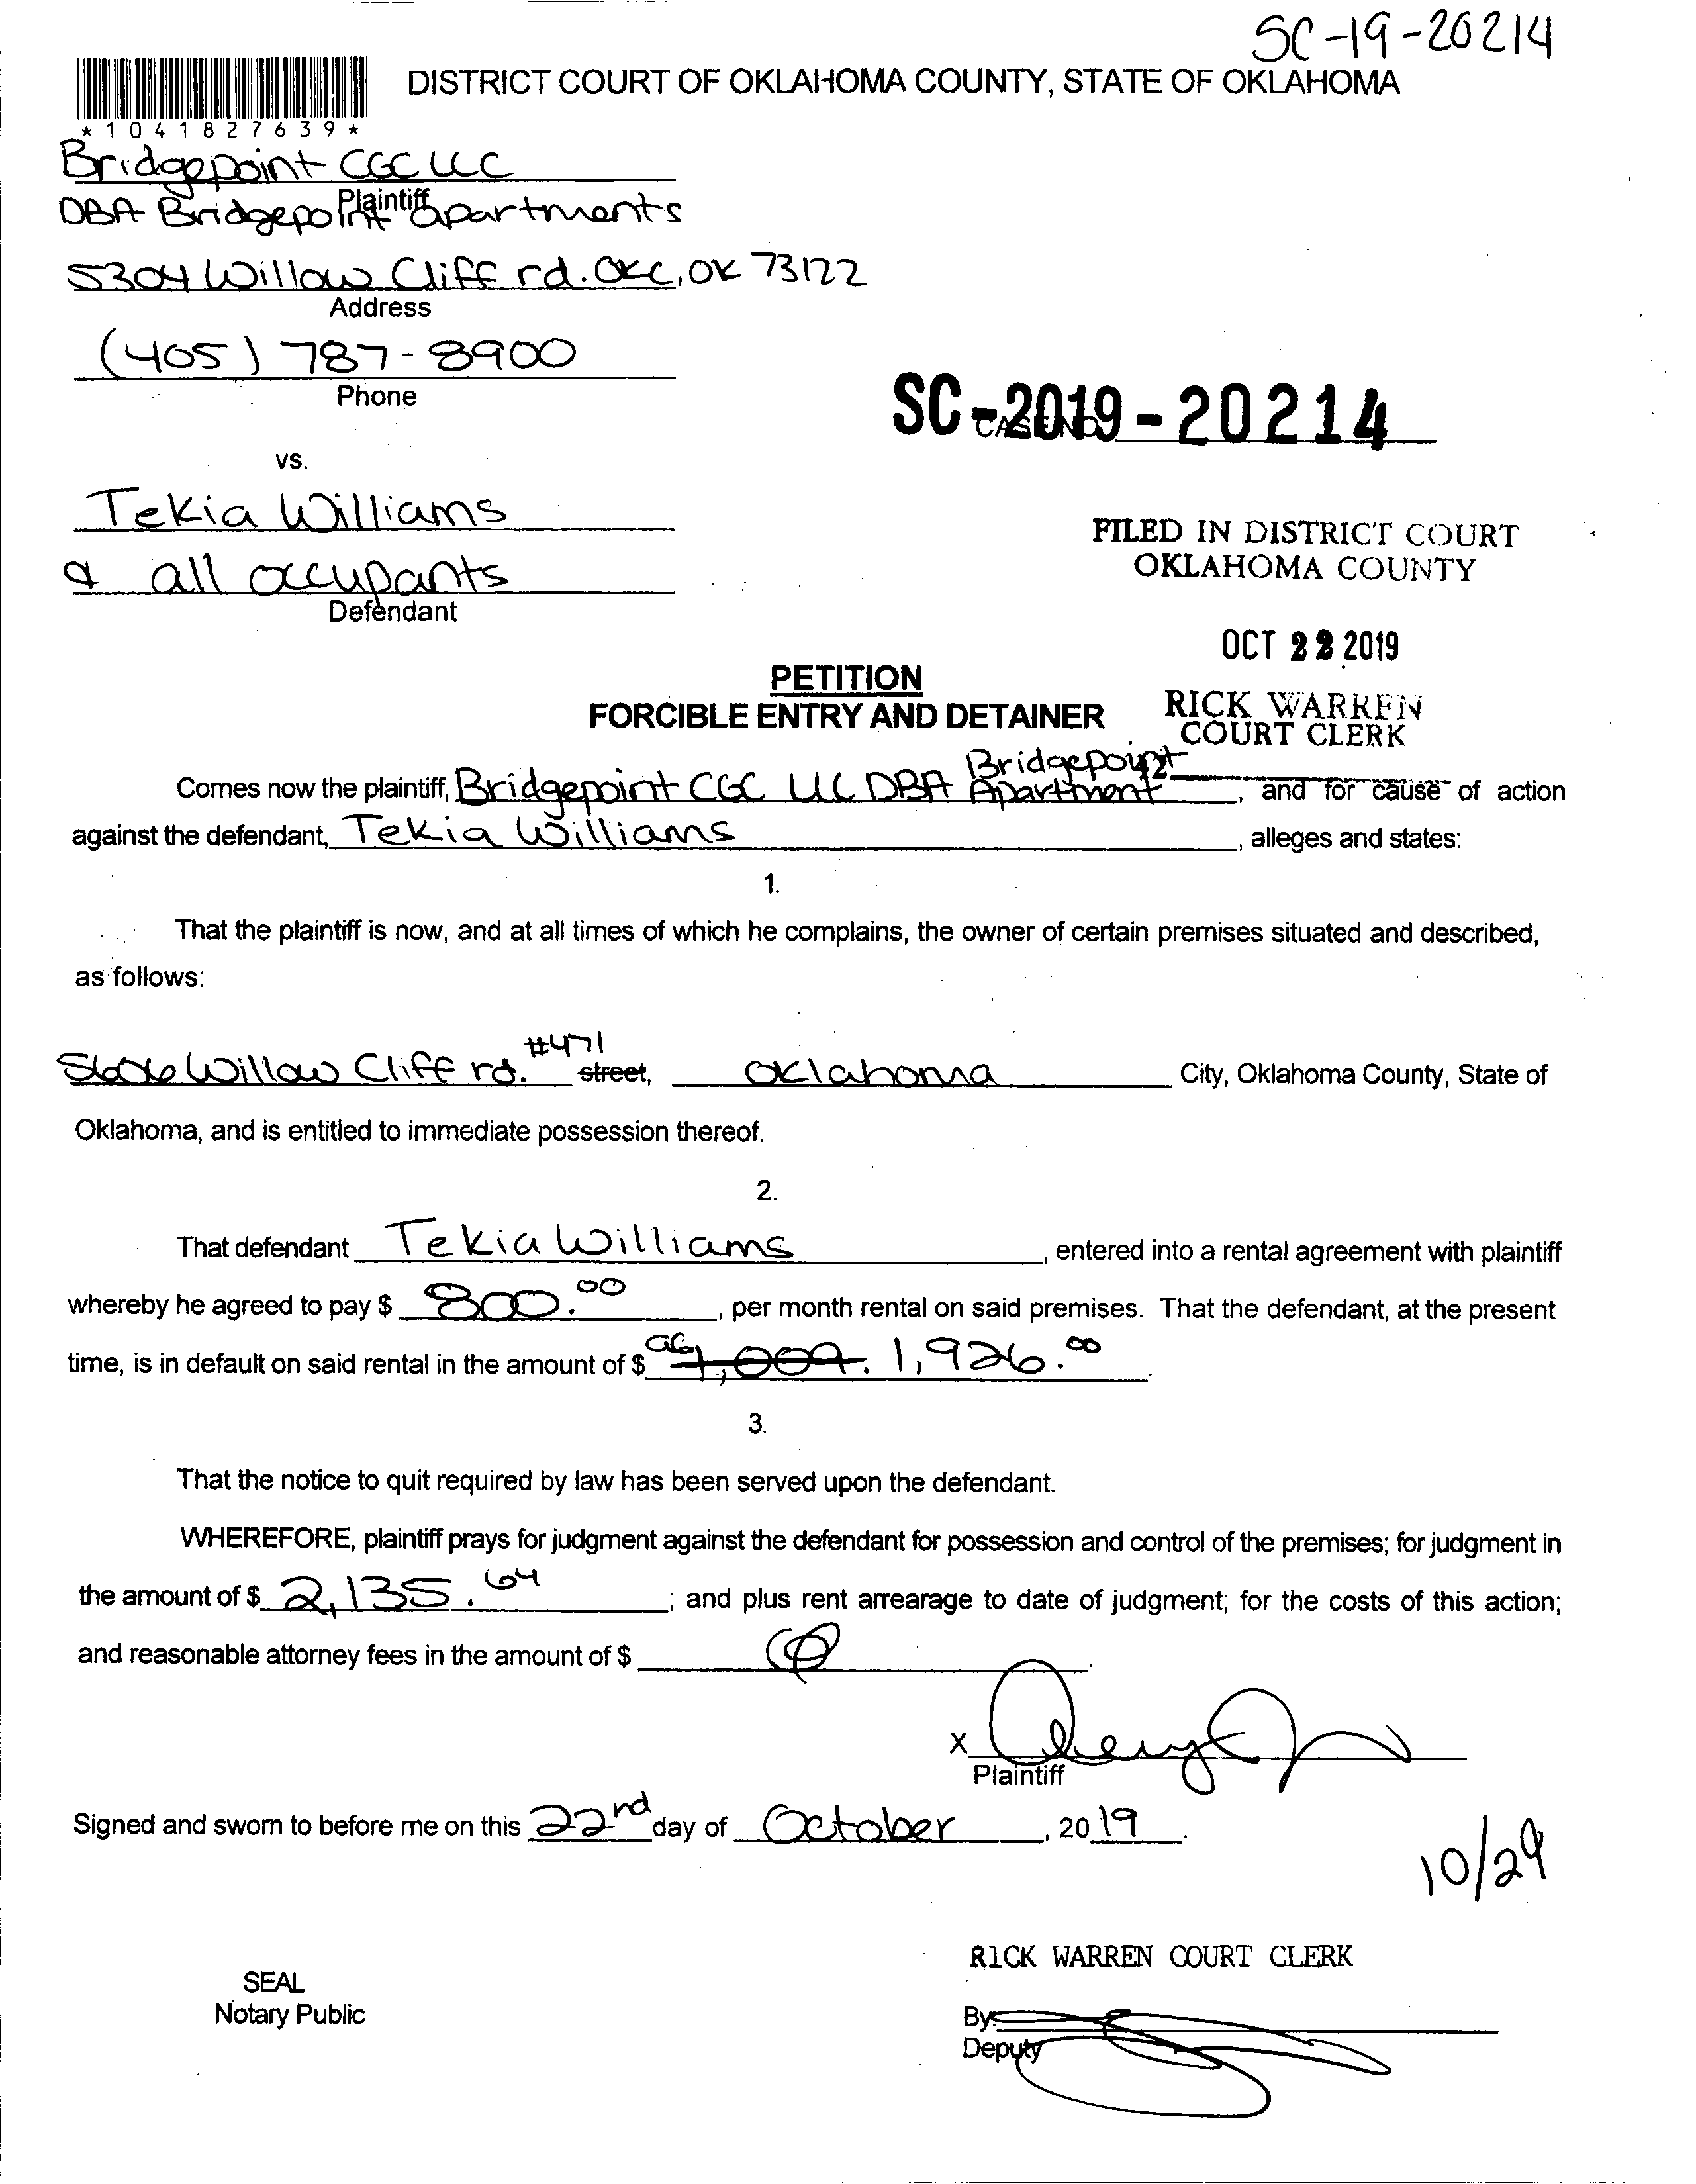 SC-19-20214
DISTRICT COURT OF OKLAHOMA COUNTY, STATE OF OKLAHOMA
*1041827639*
Bridgepoint CGC LLC
Plaintiff
DBA Bridgepoint Apartments
5304 Willow Cliff rd. OKC, OK 73122
Address
(405) 787-8900
Phone
SC-2019-20214
CASE NO.
vs.
Tekia Williams
& all occupants
Defendant
FILED IN DISTRICT COURT
OKLAHOMA COUNTY
OCT 22 2019
RICK WARREN
COURT CLERK
42
PETITION
FORCIBLE ENTRY AND DETAINER
Comes now the plaintiff, Bridgepoint CGC LLC DBA Bridgepoint Apartment, and for cause of action
against the defendant, Tekia Williams, alleges and states:
1.
That the plaintiff is now, and at all times of which he complains, the owner of certain premises situated and described,
as follows:
5606 Willow Cliff rd. #471 street, Oklahoma City, Oklahoma County, State of
Oklahoma, and is entitled to immediate possession thereof.
2.
That defendant Tekia Williams, entered into a rental agreement with plaintiff
whereby he agreed to pay $ 800.00, per month rental on said premises. That the defendant, at the present
time, is in default on said rental in the amount of $ 1,009. 1,926.00.
3.
That the notice to quit required by law has been served upon the defendant.
WHEREFORE, plaintiff prays for judgment against the defendant for possession and control of the premises; for judgment in
the amount of $ 2,135.64; and plus rent arrearage to date of judgment; for the costs of this action;
and reasonable attorney fees in the amount of $
X
Plaintiff
Signed and sworn to before me on this 22nd day of October, 2019.
10/29
RICK WARREN COURT CLERK
SEAL
Notary Public
By:
Deputy